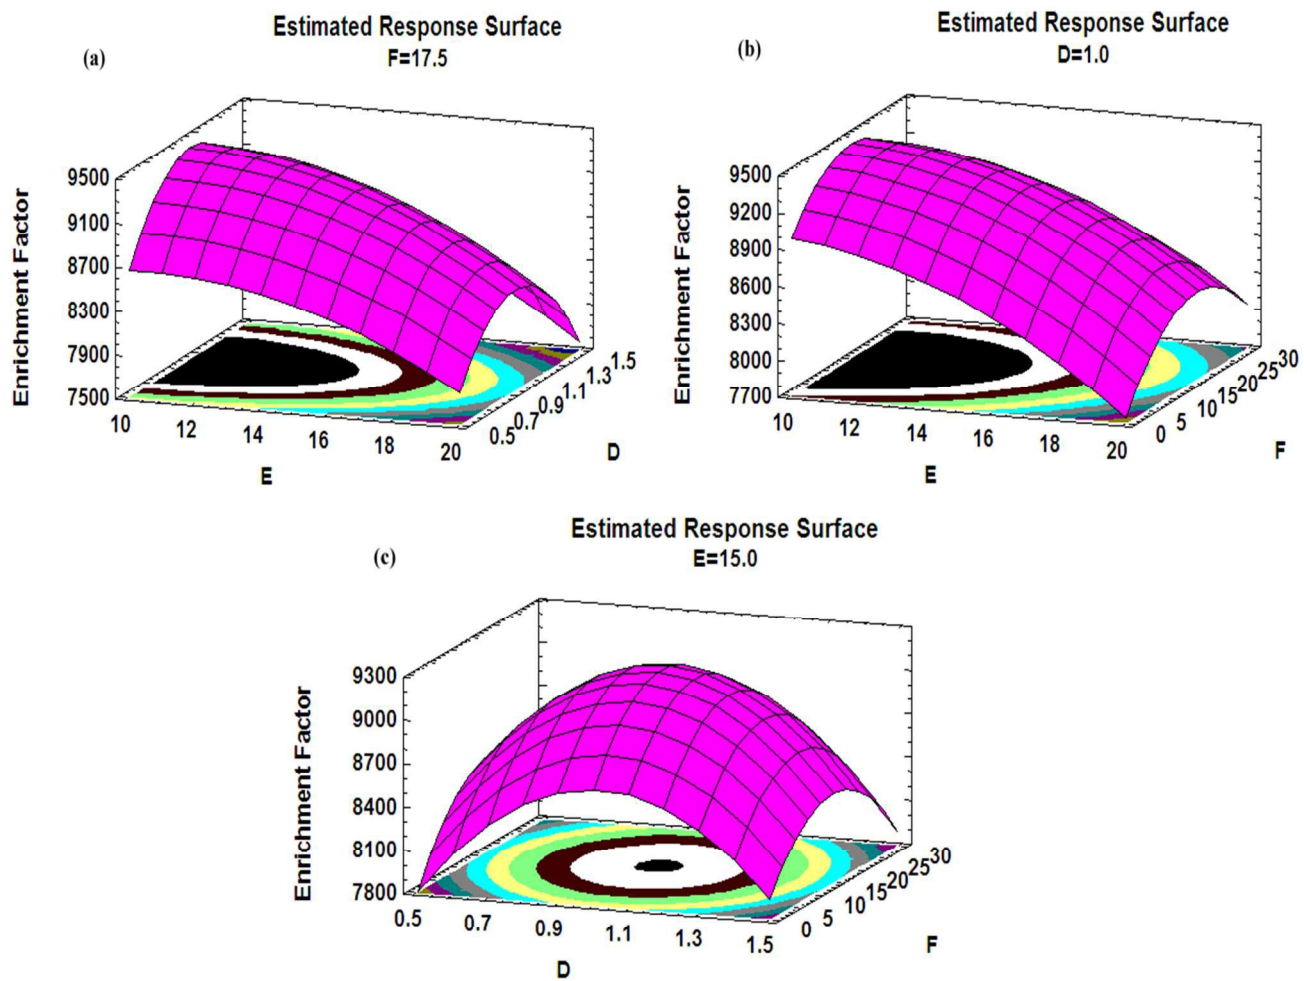 Estimated Response Surface
F=17.5
(a)
Enrichment Factor
9500
9100
8700
8300
7900
7500
10 12 14 16 18 20
E
0.5 0.7 0.9 1.1 1.3 1.5
D
Estimated Response Surface
D=1.0
(b)
Enrichment Factor
9500
9200
8900
8600
8300
8000
7700
10 12 14 16 18 20
E
0 5 10 15 20 25 30
F
Estimated Response Surface
E=15.0
(c)
Enrichment Factor
9300
9000
8700
8400
8100
7800
0.5 0.7 0.9 1.1 1.3 1.5
D
0 5 10 15 20 25 30
F